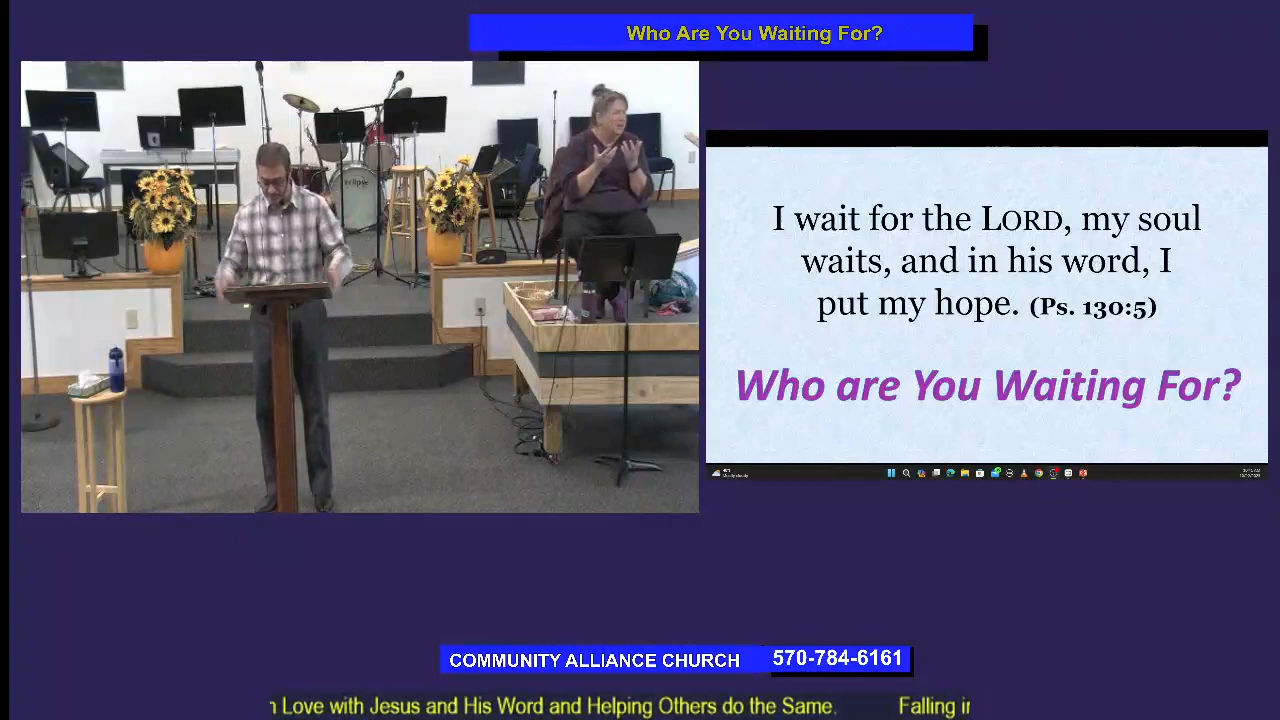 Who Are You Waiting For?
I wait for the LORD, my soul
waits, and in his word, I
put my hope. (Ps. 130:5)
Who are You Waiting For?
COMMUNITY ALLIANCE CHURCH 570-784-6161
Love with Jesus and His Word and Helping Others do the Same. Falling in